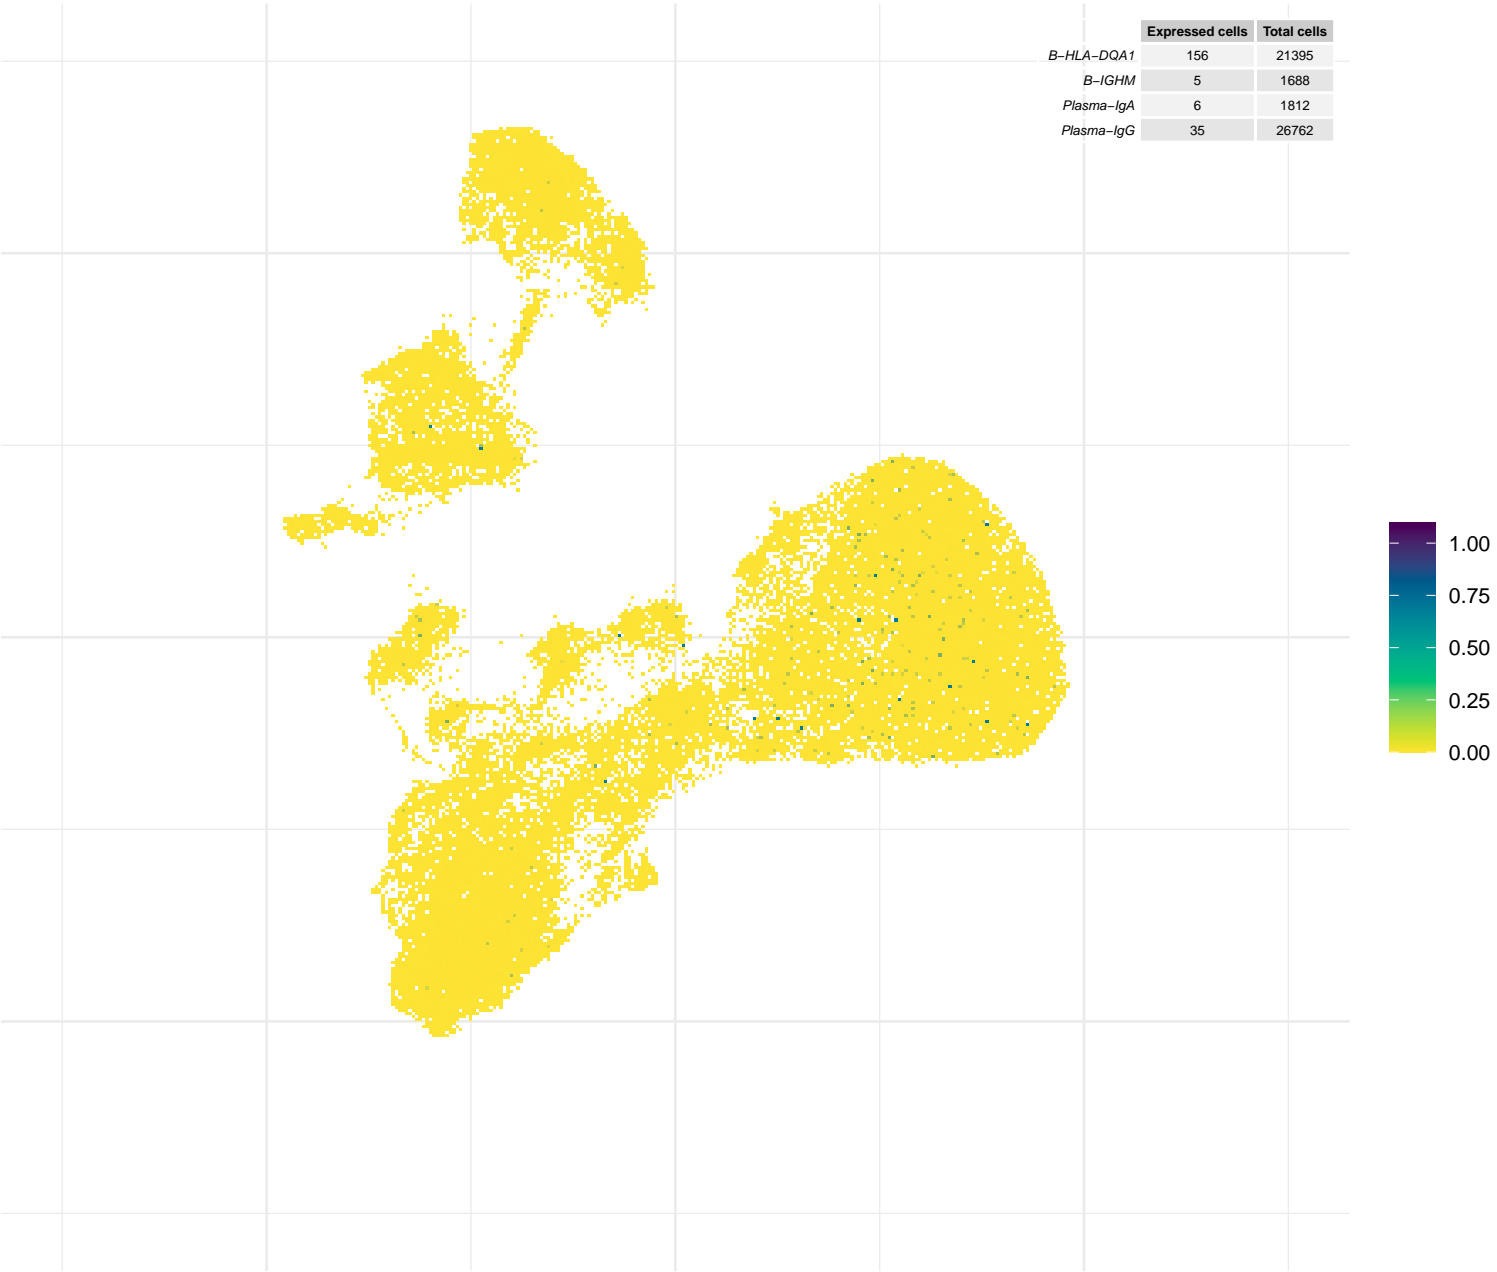 Expressed cells Total cells
B−HLA−DQA1 156 21395
B−IGHM 5 1688
Plasma−IgA 6 1812
Plasma−IgG 35 26762
1.00
0.75
0.50
0.25
0.00